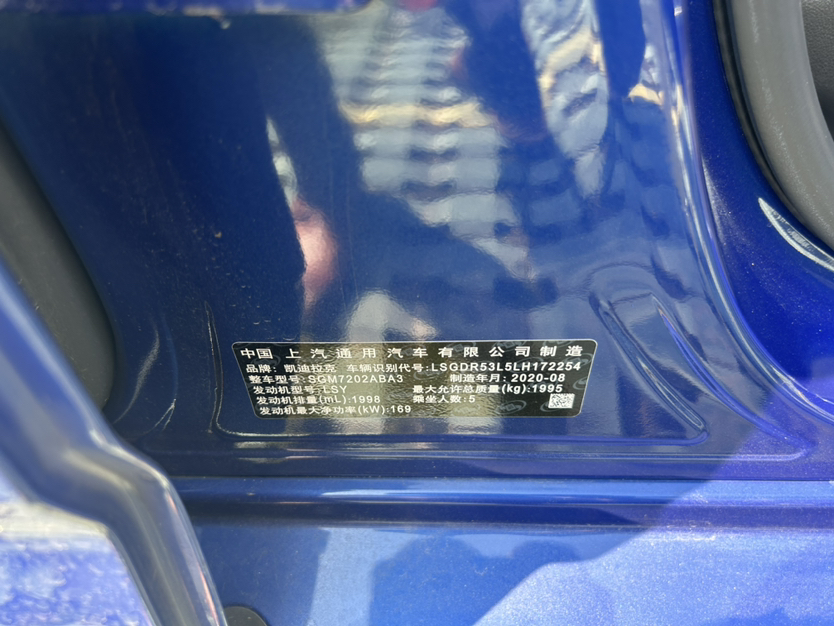 中国 上汽通用汽车有限公司制造
品牌: 凯迪拉克 车辆识别代号:LSGDR53L5LH172254
整车型号:SGM7202ABA3 制造年月: 2020-08
发动机型号:LSY 最大允许总质量(kg):1995
发动机排量(mL):1998 乘坐人数:5
发动机最大净功率(kW):169